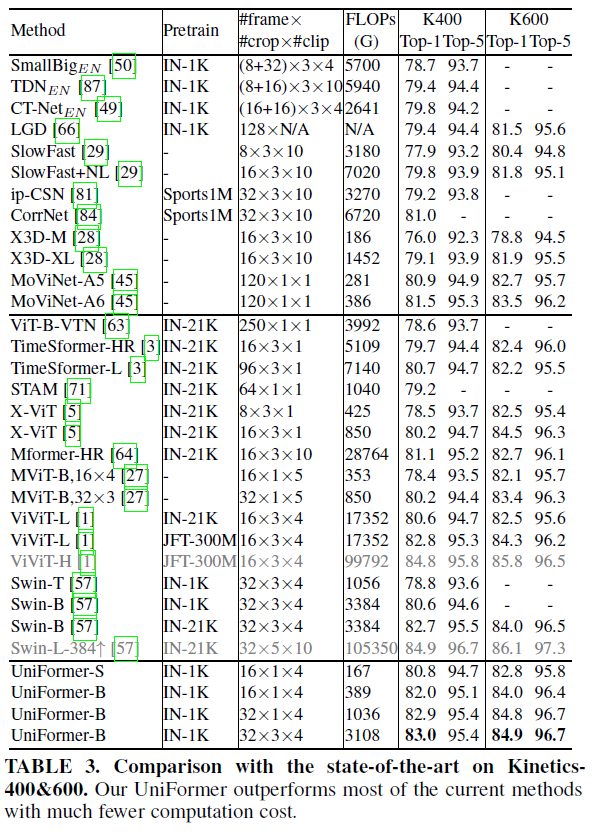 Method Pretrain #frame× #crop×#clip FLOPs (G) K400 Top-1 Top-5 K600 Top-1 Top-5
SmallBigEN [50] IN-1K (8+32)×3×4 5700 78.7 93.7 - -
TDNEN [87] IN-1K (8+16)×3×10 5940 79.4 94.4 - -
CT-NetEN [49] IN-1K (16+16)×3×4 2641 79.8 94.2 - -
LGD [66] IN-1K 128×N/A N/A 79.4 94.4 81.5 95.6
SlowFast [29] - 8×3×10 3180 77.9 93.2 80.4 94.8
SlowFast+NL [29] - 16×3×10 7020 79.8 93.9 81.8 95.1
ip-CSN [81] Sports1M 32×3×10 3270 79.2 93.8 - -
CorrNet [84] Sports1M 32×3×10 6720 81.0 - - -
X3D-M [28] - 16×3×10 186 76.0 92.3 78.8 94.5
X3D-XL [28] - 16×3×10 1452 79.1 93.9 81.9 95.5
MoViNet-A5 [45] - 120×1×1 281 80.9 94.9 82.7 95.7
MoViNet-A6 [45] - 120×1×1 386 81.5 95.3 83.5 96.2
ViT-B-VTN [63] IN-21K 250×1×1 3992 78.6 93.7 - -
TimeSformer-HR [3] IN-21K 16×3×1 5109 79.7 94.4 82.4 96.0
TimeSformer-L [3] IN-21K 96×3×1 7140 80.7 94.7 82.2 95.5
STAM [71] IN-21K 64×1×1 1040 79.2 - - -
X-ViT [5] IN-21K 8×3×1 425 78.5 93.7 82.5 95.4
X-ViT [5] IN-21K 16×3×1 850 80.2 94.7 84.5 96.3
Mformer-HR [64] IN-21K 16×3×10 28764 81.1 95.2 82.7 96.1
MViT-B,16×4 [27] - 16×1×5 353 78.4 93.5 82.1 95.7
MViT-B,32×3 [27] - 32×1×5 850 80.2 94.4 83.4 96.3
ViViT-L [1] IN-21K 16×3×4 17352 80.6 94.7 82.5 95.6
ViViT-L [1] JFT-300M 16×3×4 17352 82.8 95.3 84.3 96.2
ViViT-H [1] JFT-300M 16×3×4 99792 84.8 95.8 85.8 96.5
Swin-T [57] IN-1K 32×3×4 1056 78.8 93.6 - -
Swin-B [57] IN-1K 32×3×4 3384 80.6 94.6 - -
Swin-B [57] IN-21K 32×3×4 3384 82.7 95.5 84.0 96.5
Swin-L-384↑ [57] IN-21K 32×5×10 105350 84.9 96.7 86.1 97.3
UniFormer-S IN-1K 16×1×4 167 80.8 94.7 82.8 95.8
UniFormer-B IN-1K 16×1×4 389 82.0 95.1 84.0 96.4
UniFormer-B IN-1K 32×1×4 1036 82.9 95.4 84.8 96.7
UniFormer-B IN-1K 32×3×4 3108 83.0 95.4 84.9 96.7
TABLE 3. Comparison with the state-of-the-art on Kinetics-
400&600. Our UniFormer outperforms most of the current methods
with much fewer computation cost.